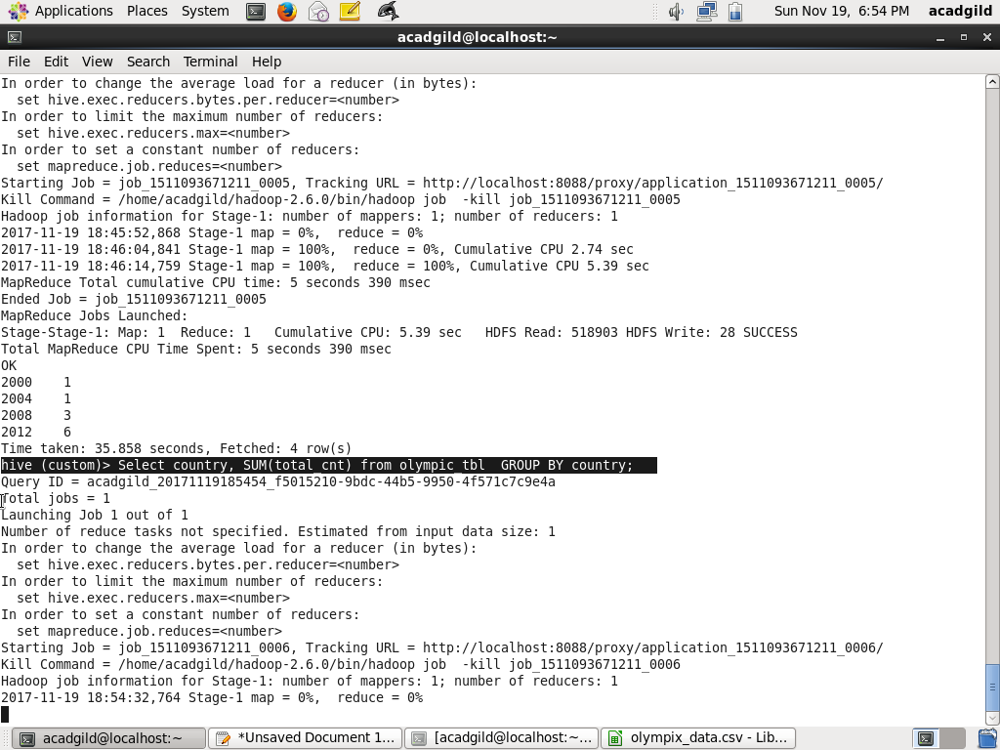 Applications Places System Sun Nov 19, 6:54 PM acadgild
acadgild@localhost:~
File Edit View Search Terminal Help
In order to change the average load for a reducer (in bytes):
  set hive.exec.reducers.bytes.per.reducer=<number>
In order to limit the maximum number of reducers:
  set hive.exec.reducers.max=<number>
In order to set a constant number of reducers:
  set mapreduce.job.reduces=<number>
Starting Job = job_1511093671211_0005, Tracking URL = http://localhost:8088/proxy/application_1511093671211_0005/
Kill Command = /home/acadgild/hadoop-2.6.0/bin/hadoop job  -kill job_1511093671211_0005
Hadoop job information for Stage-1: number of mappers: 1; number of reducers: 1
2017-11-19 18:45:52,868 Stage-1 map = 0%,  reduce = 0%
2017-11-19 18:46:04,841 Stage-1 map = 100%,  reduce = 0%, Cumulative CPU 2.74 sec
2017-11-19 18:46:14,759 Stage-1 map = 100%,  reduce = 100%, Cumulative CPU 5.39 sec
MapReduce Total cumulative CPU time: 5 seconds 390 msec
Ended Job = job_1511093671211_0005
MapReduce Jobs Launched:
Stage-Stage-1: Map: 1  Reduce: 1   Cumulative CPU: 5.39 sec   HDFS Read: 518903 HDFS Write: 28 SUCCESS
Total MapReduce CPU Time Spent: 5 seconds 390 msec
OK
2000    1
2004    1
2008    3
2012    6
Time taken: 35.858 seconds, Fetched: 4 row(s)
hive (custom)> Select country, SUM(total_cnt) from olympic_tbl  GROUP BY country;
Query ID = acadgild_20171119185454_f5015210-9bdc-44b5-9950-4f571c7c9e4a
Total jobs = 1
Launching Job 1 out of 1
Number of reduce tasks not specified. Estimated from input data size: 1
In order to change the average load for a reducer (in bytes):
  set hive.exec.reducers.bytes.per.reducer=<number>
In order to limit the maximum number of reducers:
  set hive.exec.reducers.max=<number>
In order to set a constant number of reducers:
  set mapreduce.job.reduces=<number>
Starting Job = job_1511093671211_0006, Tracking URL = http://localhost:8088/proxy/application_1511093671211_0006/
Kill Command = /home/acadgild/hadoop-2.6.0/bin/hadoop job  -kill job_1511093671211_0006
Hadoop job information for Stage-1: number of mappers: 1; number of reducers: 1
2017-11-19 18:54:32,764 Stage-1 map = 0%,  reduce = 0%
acadgild@localhost:~ *Unsaved Document 1... [acadgild@localhost:~... olympix_data.csv - Lib...